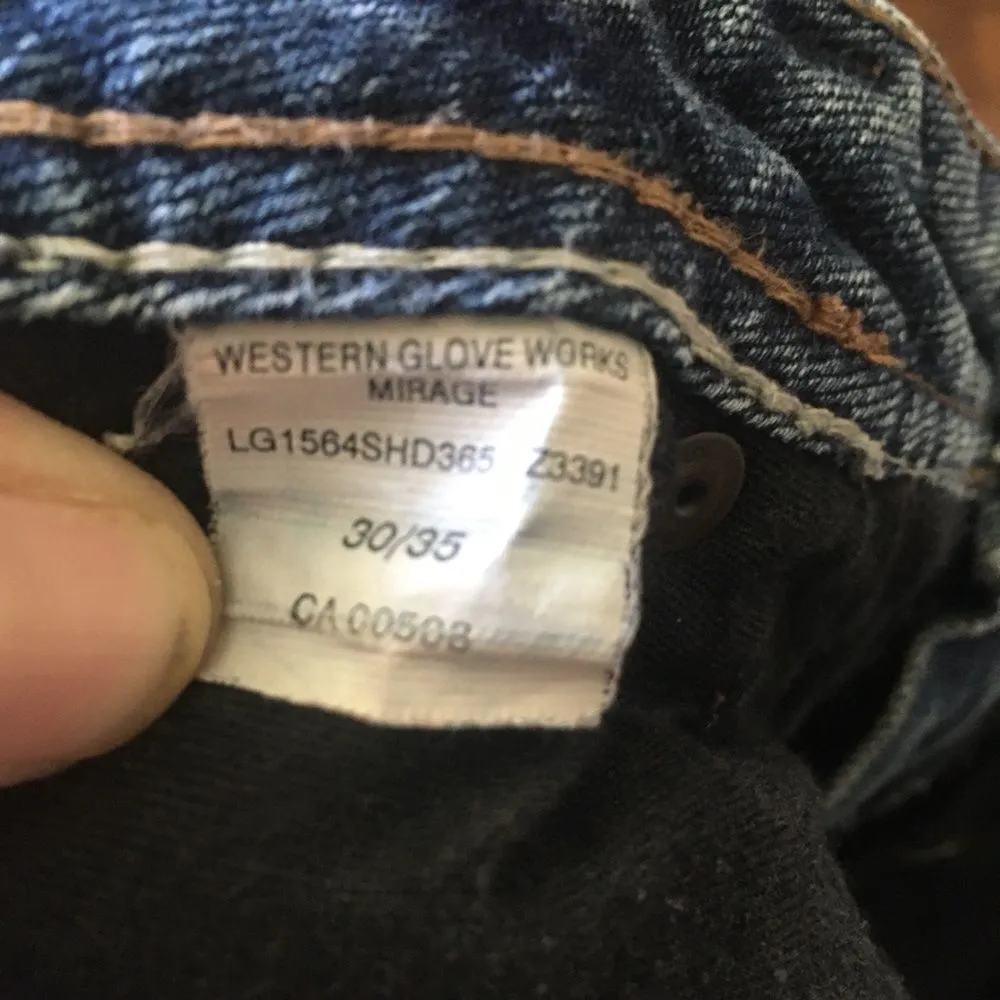 WESTERN GLOVE WORKS
MIRAGE
LG1564SHD365 Z3391
30/35
CA 00508